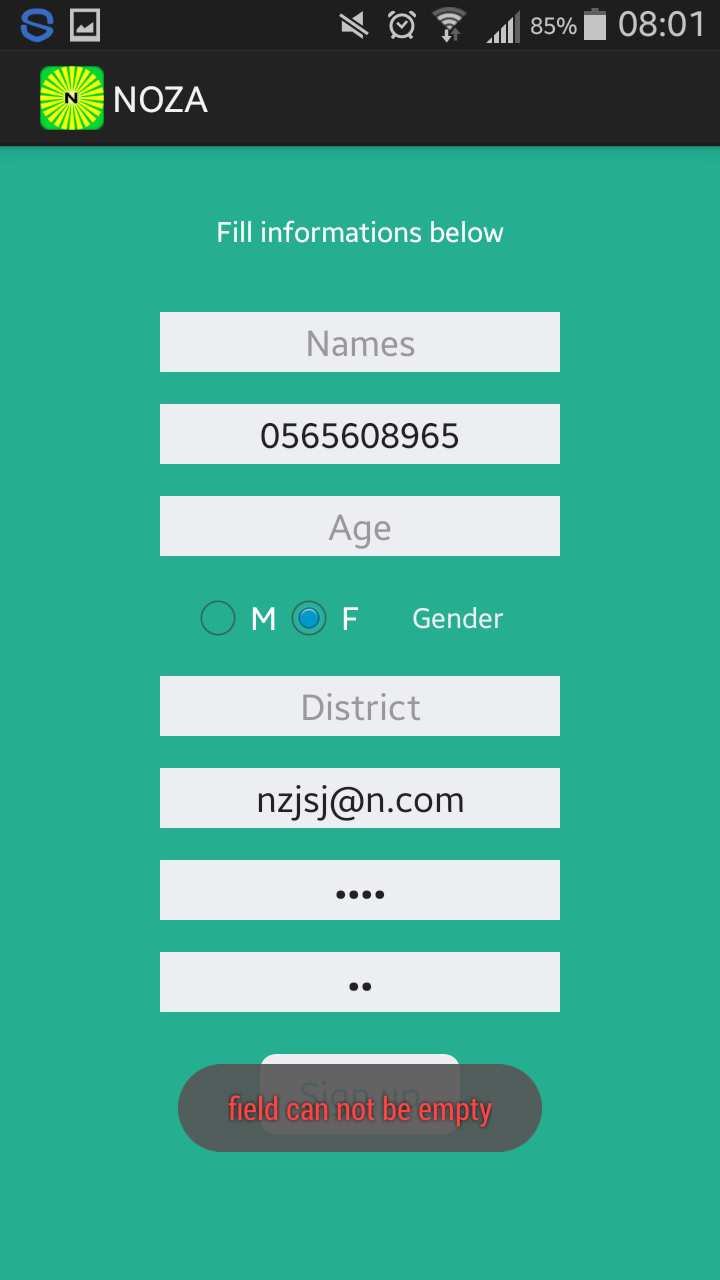 85% 08:01
N NOZA
Fill informations below
Names
0565608965
Age
M F Gender
District
nzjsj@n.com
••••
••
Sign up
field can not be empty